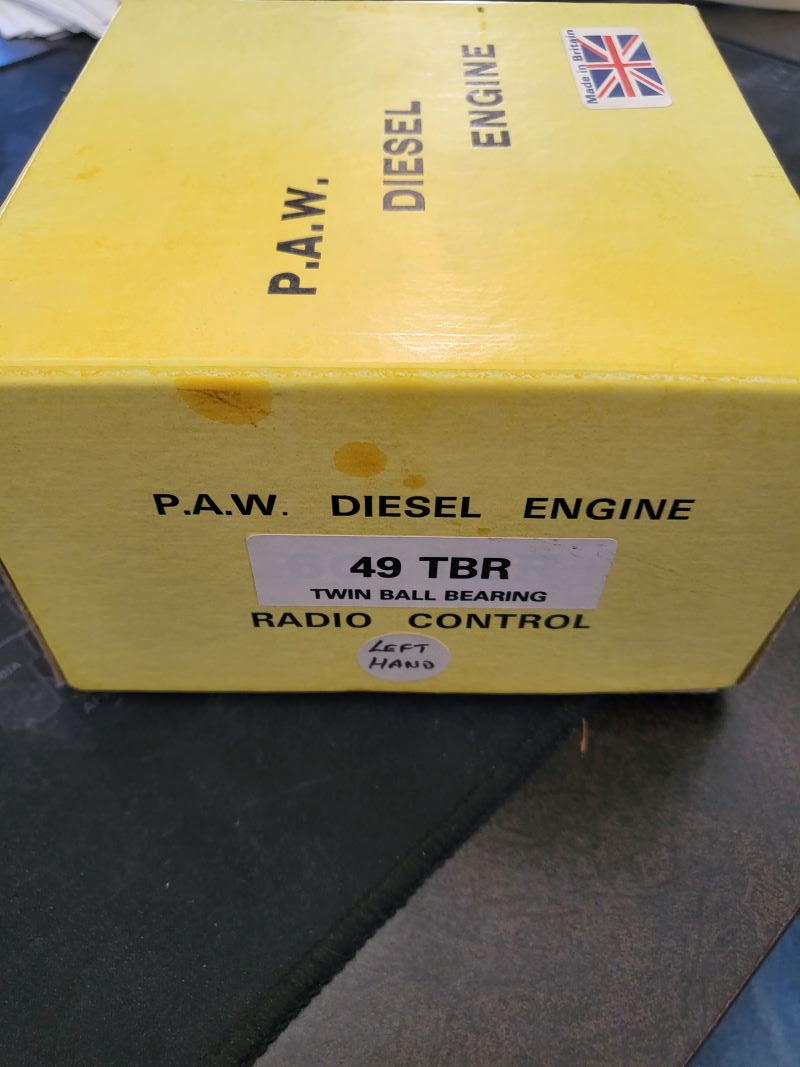 Made in Britain
P.A.W.
DIESEL
ENGINE
P.A.W. DIESEL ENGINE
49 TBR
TWIN BALL BEARING
RADIO CONTROL
LEFT
HAND